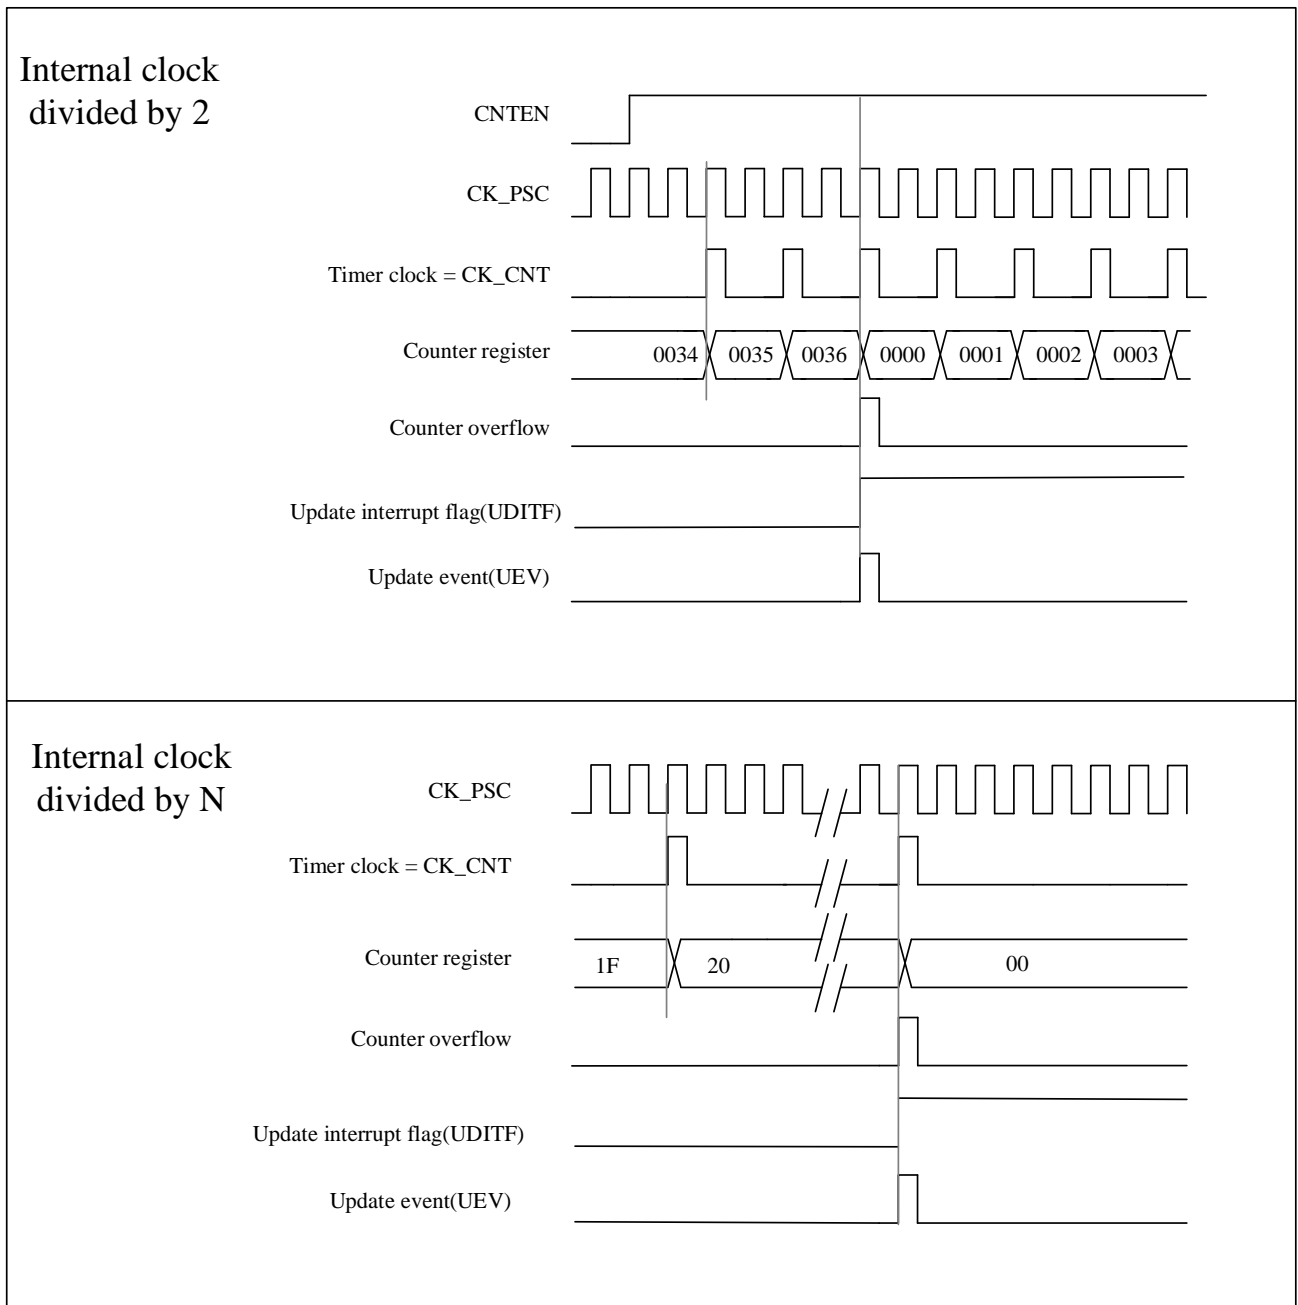 Internal clock
divided by 2
CNTEN
CK_PSC
Timer clock = CK_CNT
Counter register
0034 0035 0036 0000 0001 0002 0003
Counter overflow
Update interrupt flag(UDITF)
Update event(UEV)
Internal clock
divided by N
CK_PSC
Timer clock = CK_CNT
Counter register
1F 20 00
Counter overflow
Update interrupt flag(UDITF)
Update event(UEV)